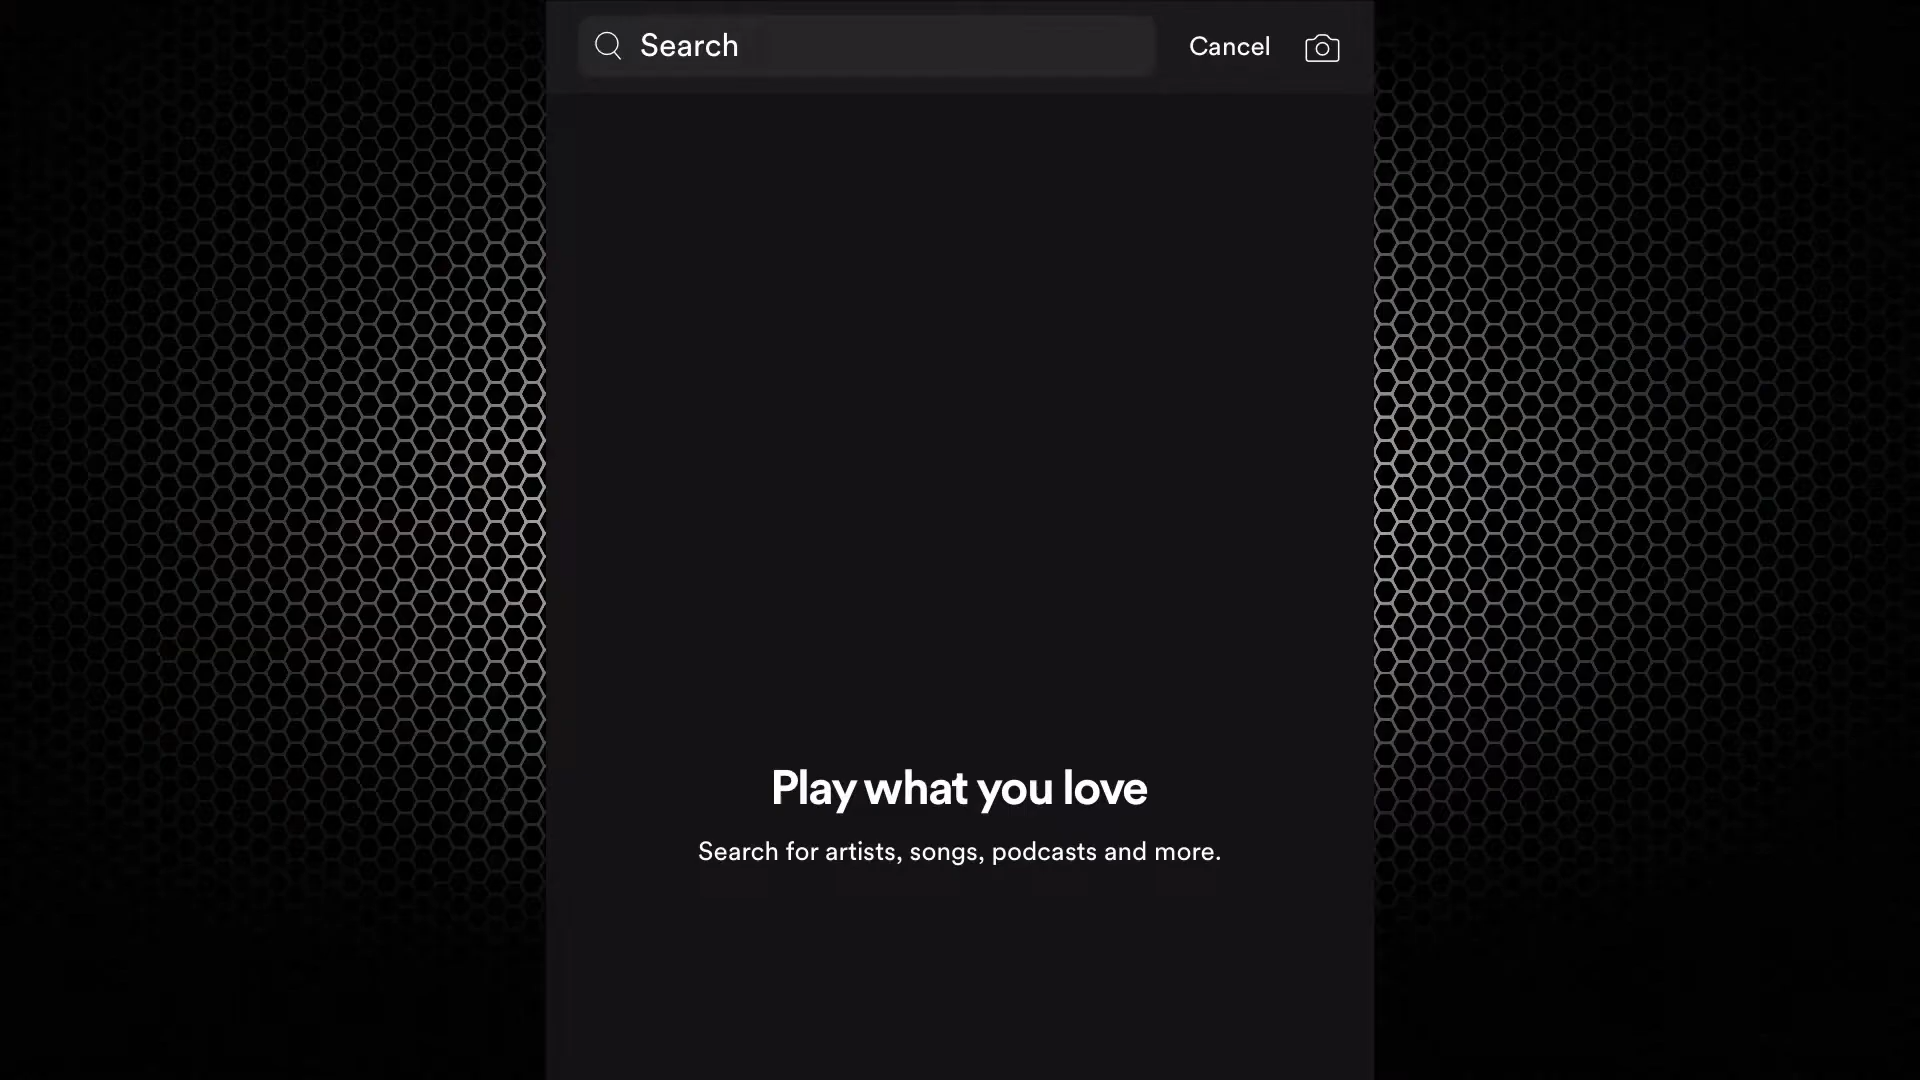 Search
Cancel
Play what you love
Search for artists, songs, podcasts and more.